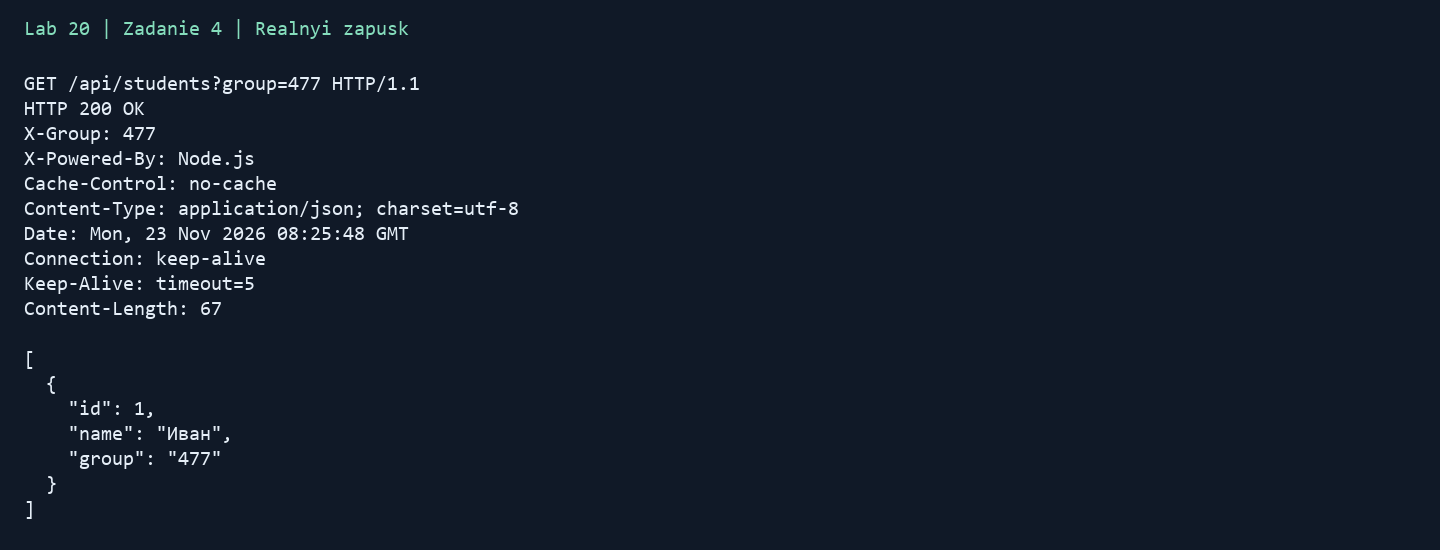 Lab 20 | Zadanie 4 | Realnyi zapusk
GET /api/students?group=477 HTTP/1.1
HTTP 200 OK
X-Group: 477
X-Powered-By: Node.js
Cache-Control: no-cache
Content-Type: application/json; charset=utf-8
Date: Mon, 23 Nov 2026 08:25:48 GMT
Connection: keep-alive
Keep-Alive: timeout=5
Content-Length: 67
[
  {
    "id": 1,
    "name": "Иван",
    "group": "477"
  }
]